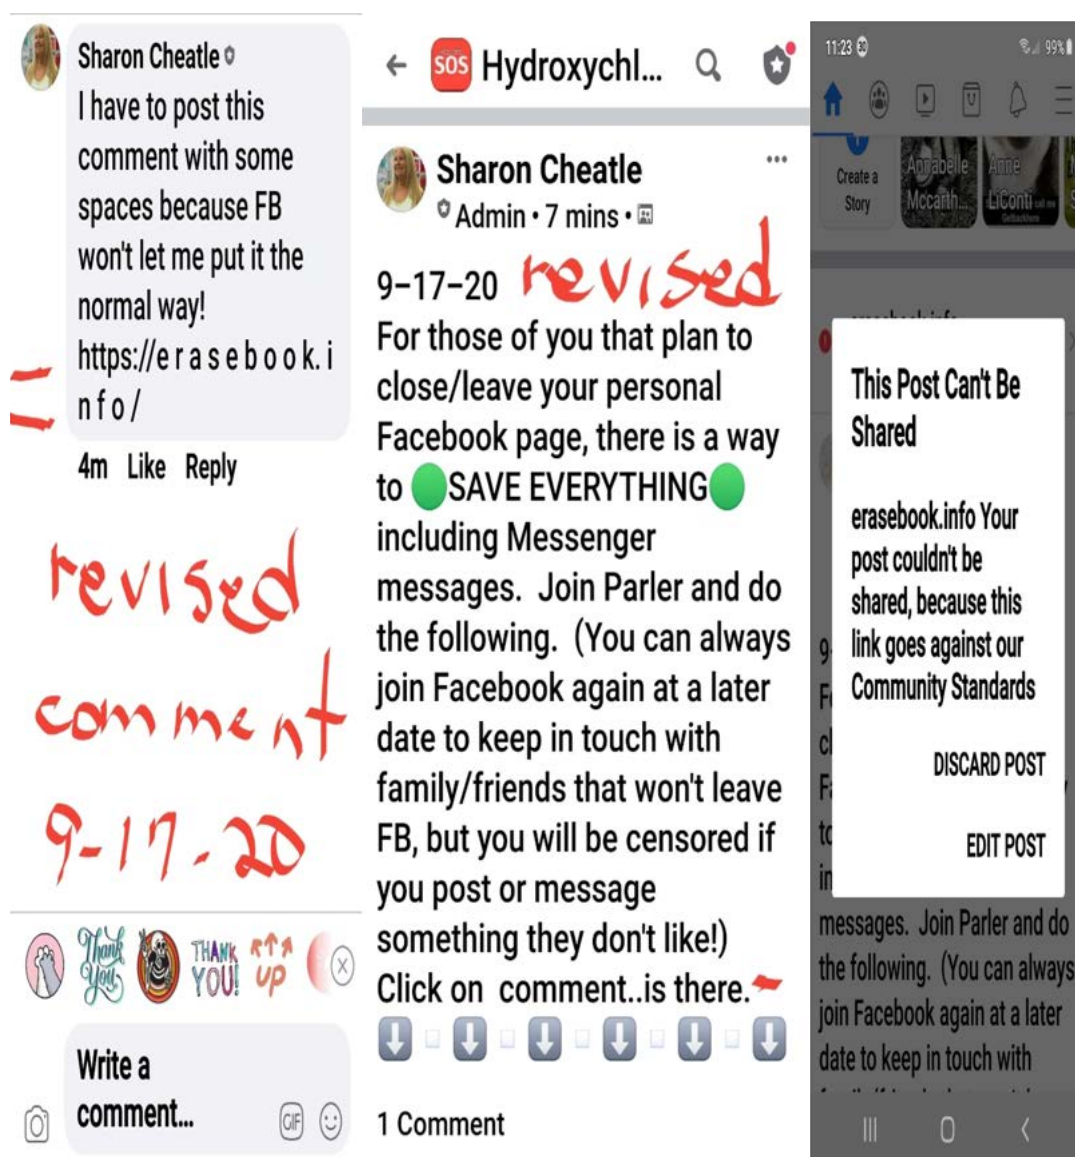 Sharon Cheatle
I have to post this
comment with some
spaces because FB
won't let me put it the
normal way!
https://e r a s e b o o k. i
n f o /
4m Like Reply
revised
comment
9-17-20
Thank You
THANK YOU!
UP
Write a
comment...
GIF
SOS Hydroxychl...
Sharon Cheatle
Admin • 7 mins •
9-17-20 revised
For those of you that plan to
close/leave your personal
Facebook page, there is a way
to SAVE EVERYTHING
including Messenger
messages. Join Parler and do
the following. (You can always
join Facebook again at a later
date to keep in touch with
family/friends that won't leave
FB, but you will be censored if
you post or message
something they don't like!)
Click on comment..is there.
1 Comment
11:23 99%
Create a
Story
Annabelle
Mccarth...
Anne
LiConti
This Post Can't Be
Shared
erasebook.info Your
post couldn't be
shared, because this
link goes against our
Community Standards
DISCARD POST
EDIT POST
messages. Join Parler and do
the following. (You can always
join Facebook again at a later
date to keep in touch with